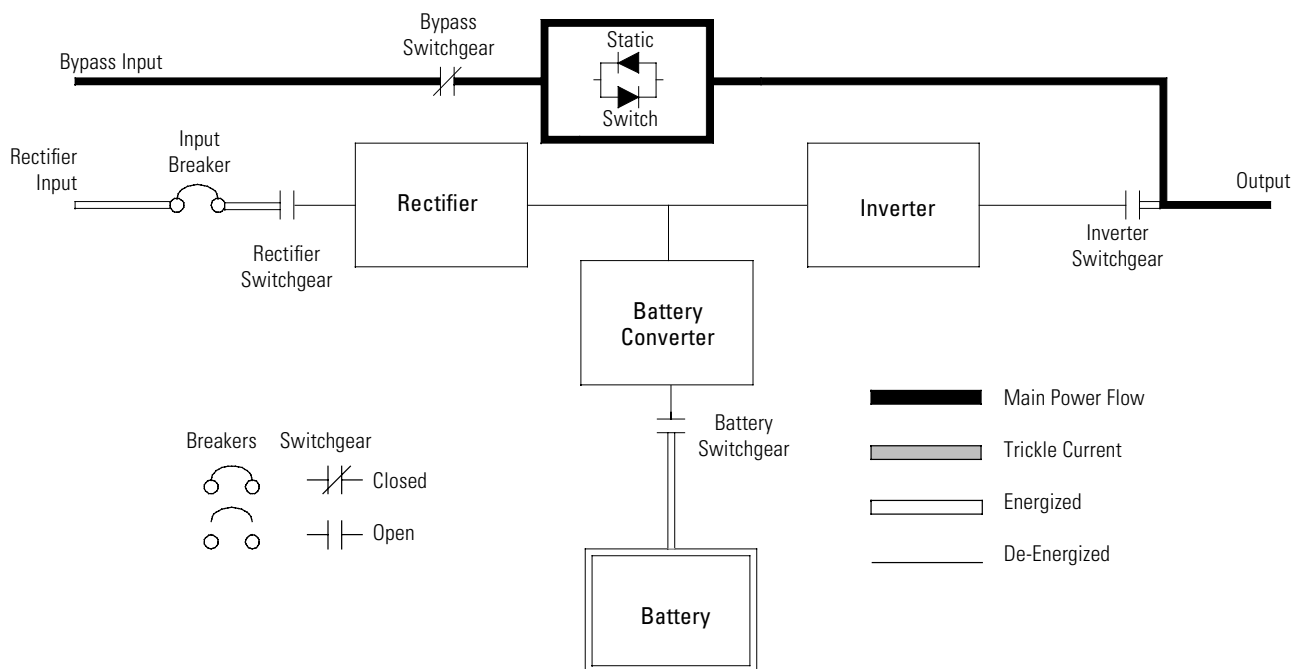 Bypass
Switchgear
Bypass Input
Static
Switch
Rectifier
Input
Input
Breaker
Rectifier
Switchgear
Rectifier
Inverter
Inverter
Switchgear
Output
Battery
Converter
Battery
Switchgear
Battery
Breakers
Switchgear
Closed
Open
Main Power Flow
Trickle Current
Energized
De-Energized